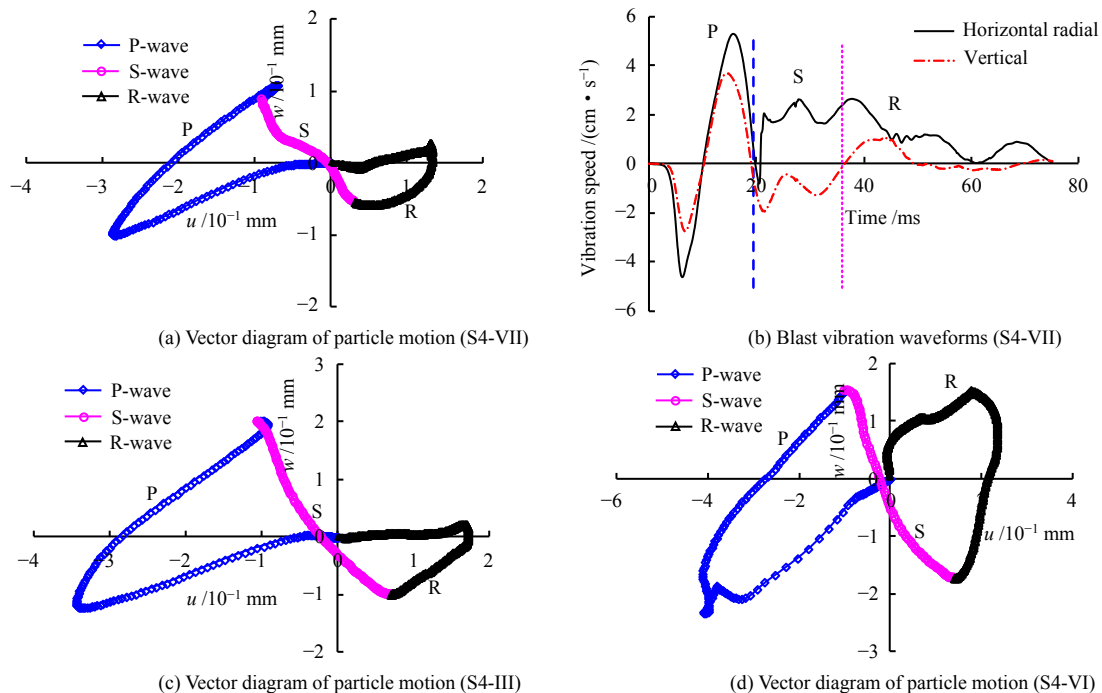 2
1
0
−1
−2
−4
−3
−2
−1
0
1
2
P-wave
S-wave
R-wave
w /10⁻¹ mm
P
S
R
u /10⁻¹ mm
(a) Vector diagram of particle motion (S4-VII)
6
4
2
0
−2
−4
−6
0
20
40
60
80
Vibration speed /(cm • s⁻¹)
Horizontal radial
Vertical
P
S
R
Time /ms
(b) Blast vibration waveforms (S4-VII)
3
2
1
0
−1
−2
−4
−3
−2
−1
0
1
2
P-wave
S-wave
R-wave
w /10⁻¹ mm
P
S
R
u /10⁻¹ mm
(c) Vector diagram of particle motion (S4-III)
2
1
0
−1
−2
−3
−6
−4
−2
0
2
4
P-wave
S-wave
R-wave
w /10⁻¹ mm
P
S
R
u /10⁻¹ mm
(d) Vector diagram of particle motion (S4-VI)